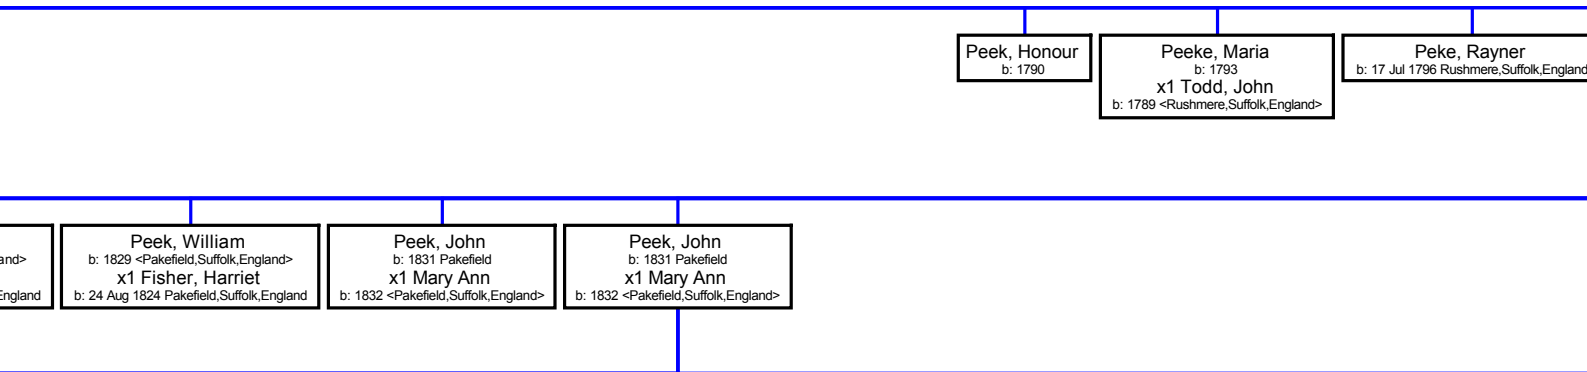 Peek, Honour
b: 1790
Peeke, Maria
b: 1793
x1 Todd, John
b: 1789 <Rushmere,Suffolk,England>
Peke, Rayner
b: 17 Jul 1796 Rushmere,Suffolk,England
and>
England
Peek, William
b: 1829 <Pakefield,Suffolk,England>
x1 Fisher, Harriet
b: 24 Aug 1824 Pakefield,Suffolk,England
Peek, John
b: 1831 Pakefield
x1 Mary Ann
b: 1832 <Pakefield,Suffolk,England>
Peek, John
b: 1831 Pakefield
x1 Mary Ann
b: 1832 <Pakefield,Suffolk,England>